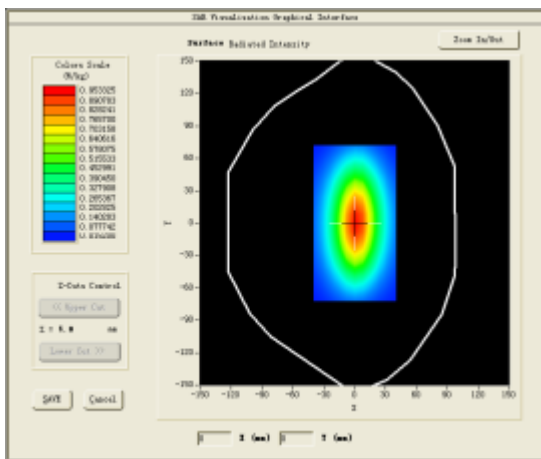 SAR Visualisation Graphical Interface
Surface Radiated Intensity
Zoom In/Out
Colors Scale
(W/kg)
0.953325
0.890783
0.828241
0.765700
0.703158
0.640616
0.578075
0.515533
0.452991
0.390450
0.327908
0.265367
0.202825
0.140283
0.077742
150
90
60
30
0
-30
-60
-90
-120
-150
Y
-150 -120 -90 -60 -30 0 30 60 90 120 150
X
Z-Data Control
<< Upper Cut
Z = 5.0 mm
Lower Cut >>
SAVE
Cancel
0 X (mm) 0 Y (mm)